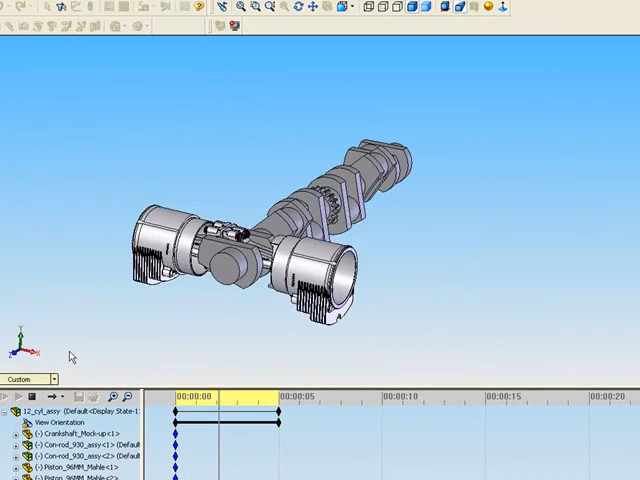 Y
X
Z
Custom
00:00:00 00:00:05 00:00:10 00:00:15 00:00:20
12_cyl_assy (Default<Display State-1
View Orientation
(-) Crankshaft_Mock-up<1>
(-) Con-rod_930_assy<1> (Default
(-) Con-rod_930_assy<2> (Default
(-) Piston_96MM_Mahle<1>
(-) Piston_96MM_Mahle<2>